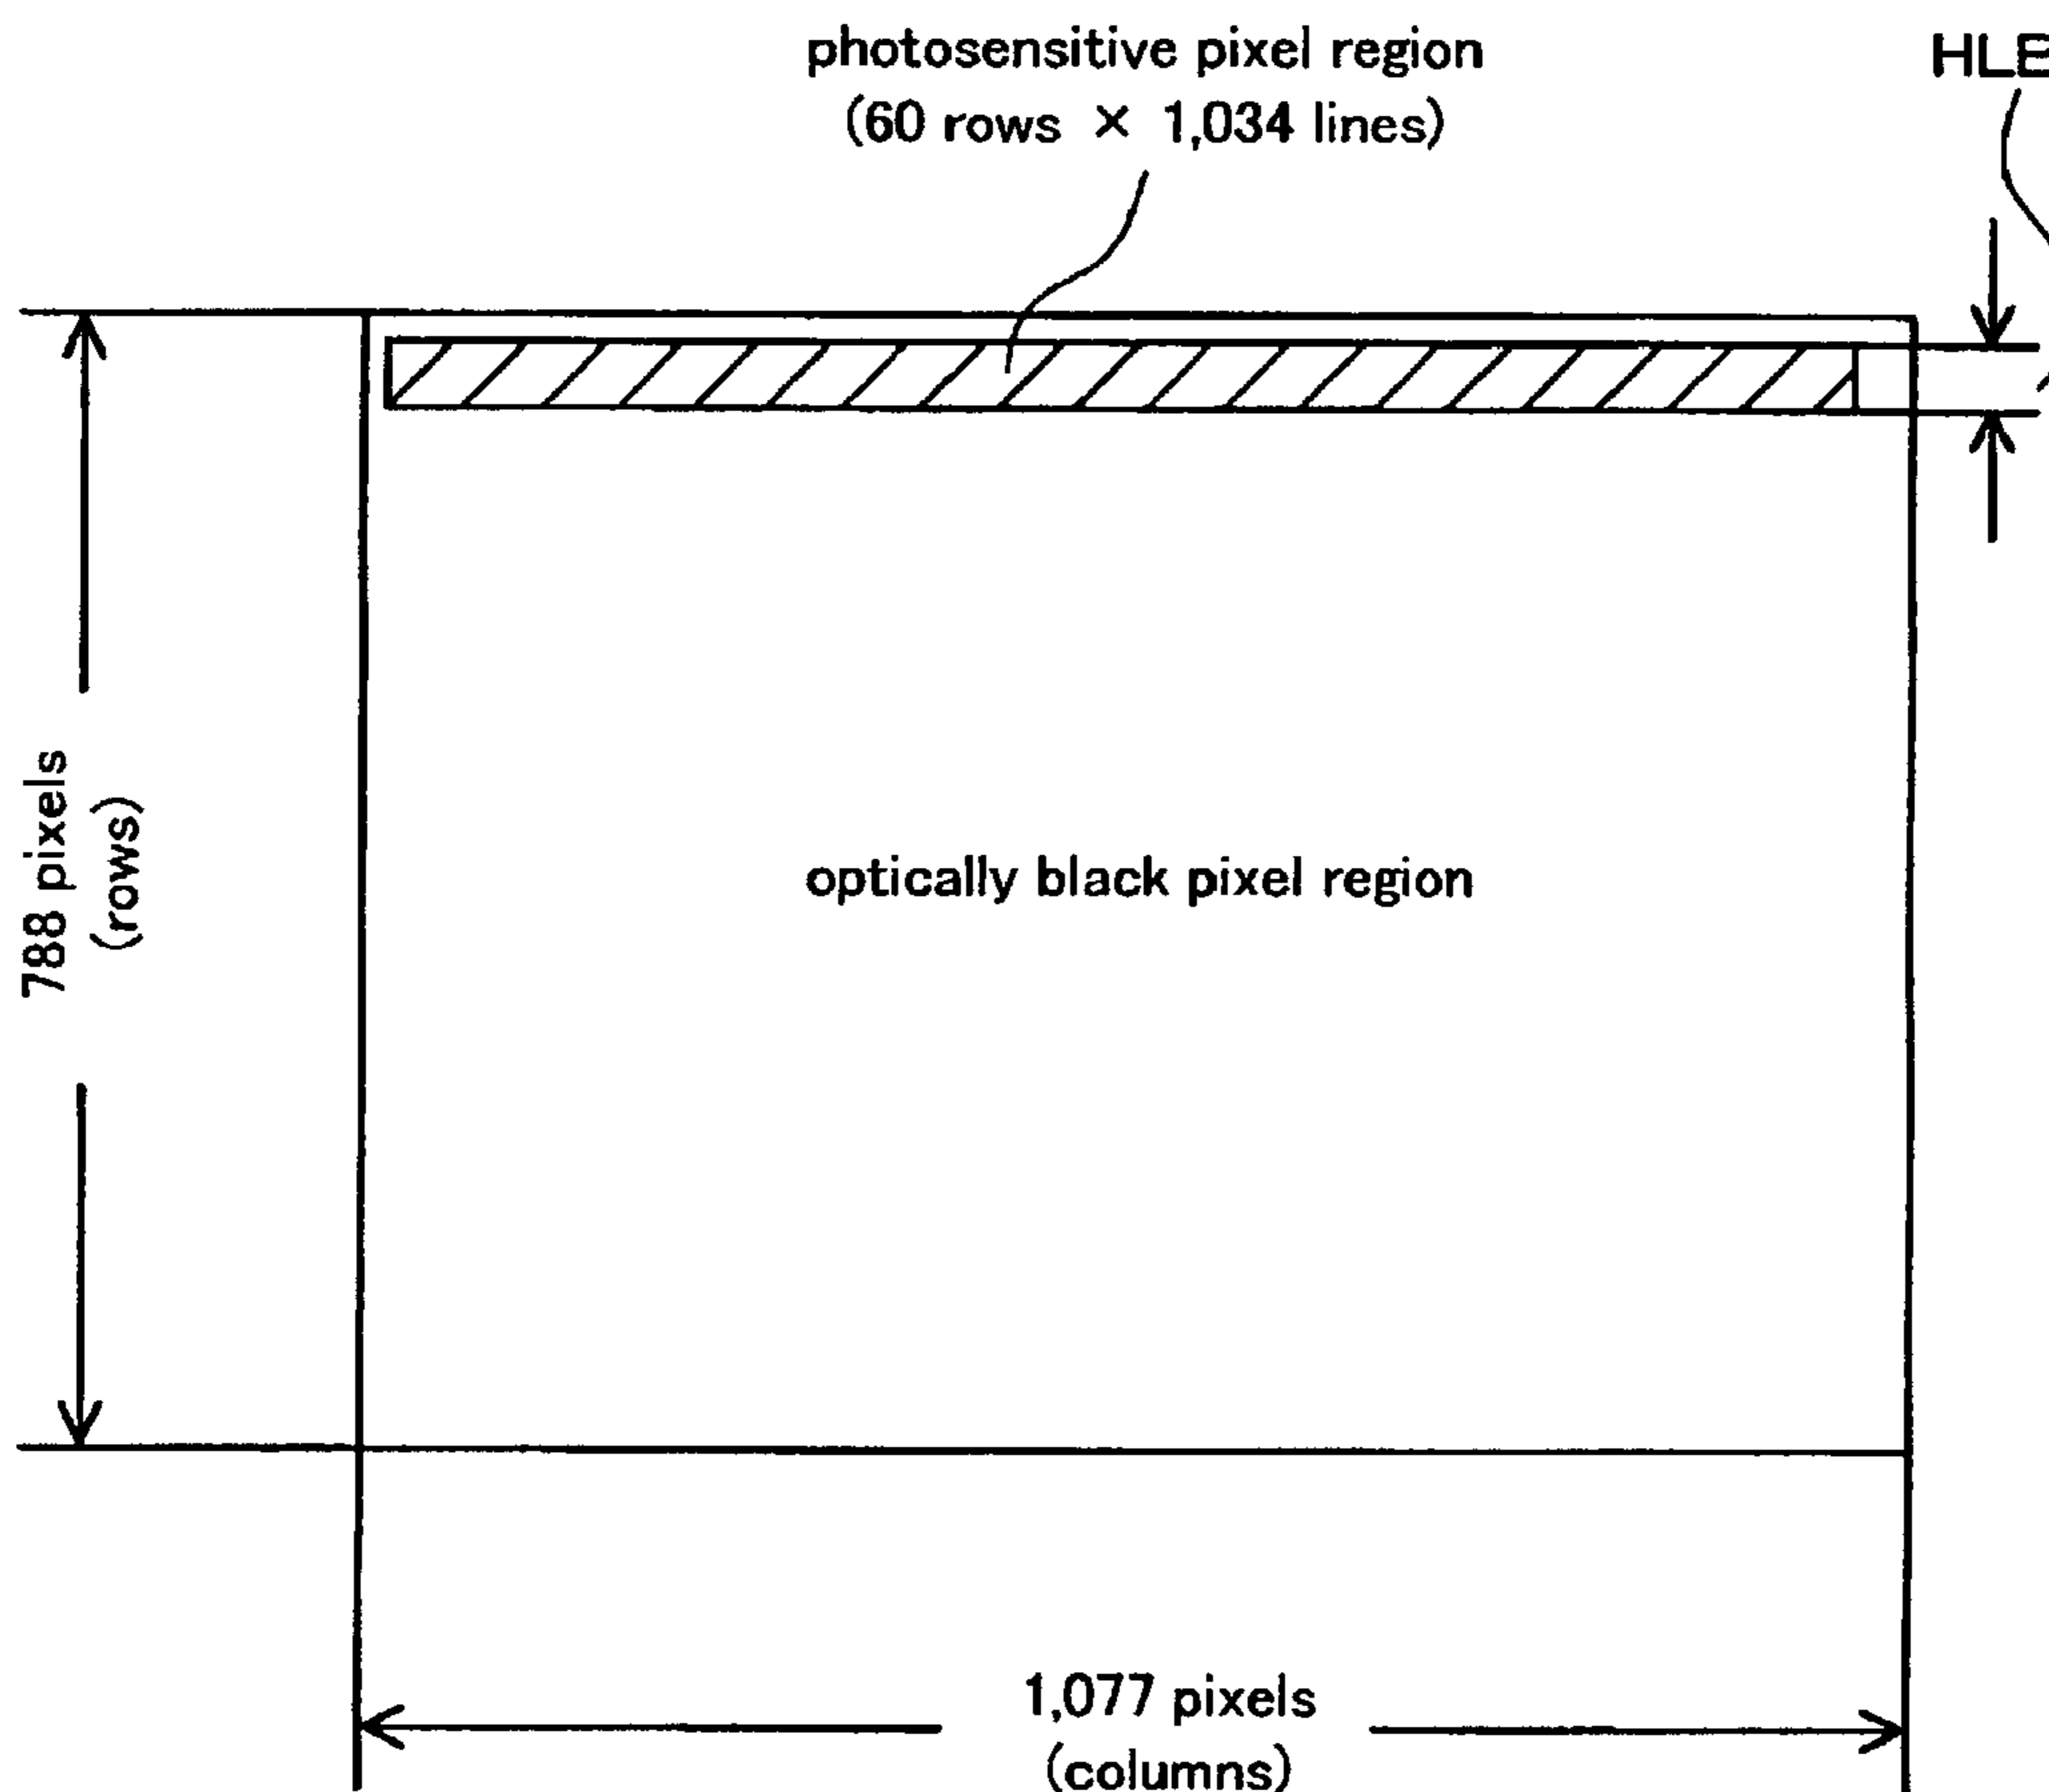 photosensitive pixel region
(60 rows × 1,034 lines)
788 pixels
(rows)
optically black pixel region
1,077 pixels
(columns)